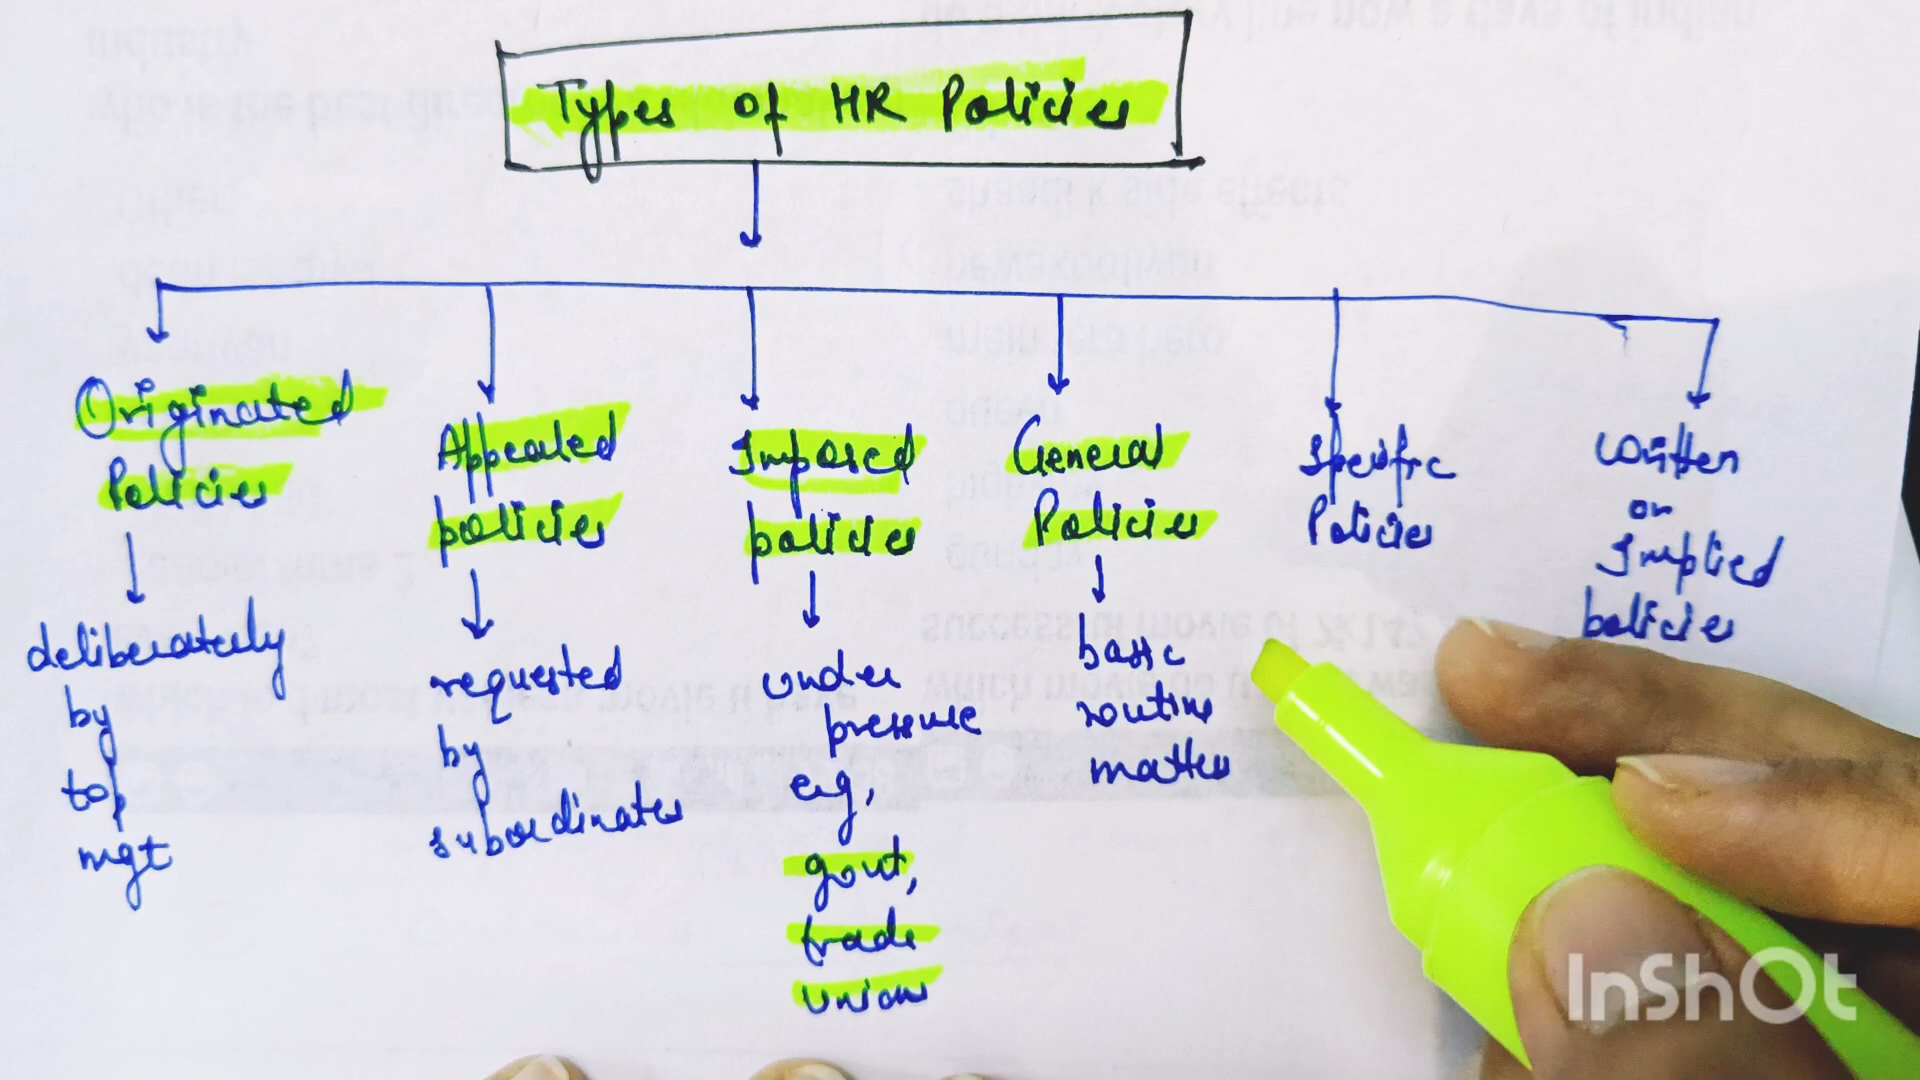 Types of HR Policies
Originated
Policies
deliberately
by
top
mgt
Appealed
policies
requested
by
subordinates
Imposed
policies
under
pressure
eg,
govt,
trade
union
General
Policies
basic
routine
matter
Specific
Policies
written
or
Implied
policies
InShOt